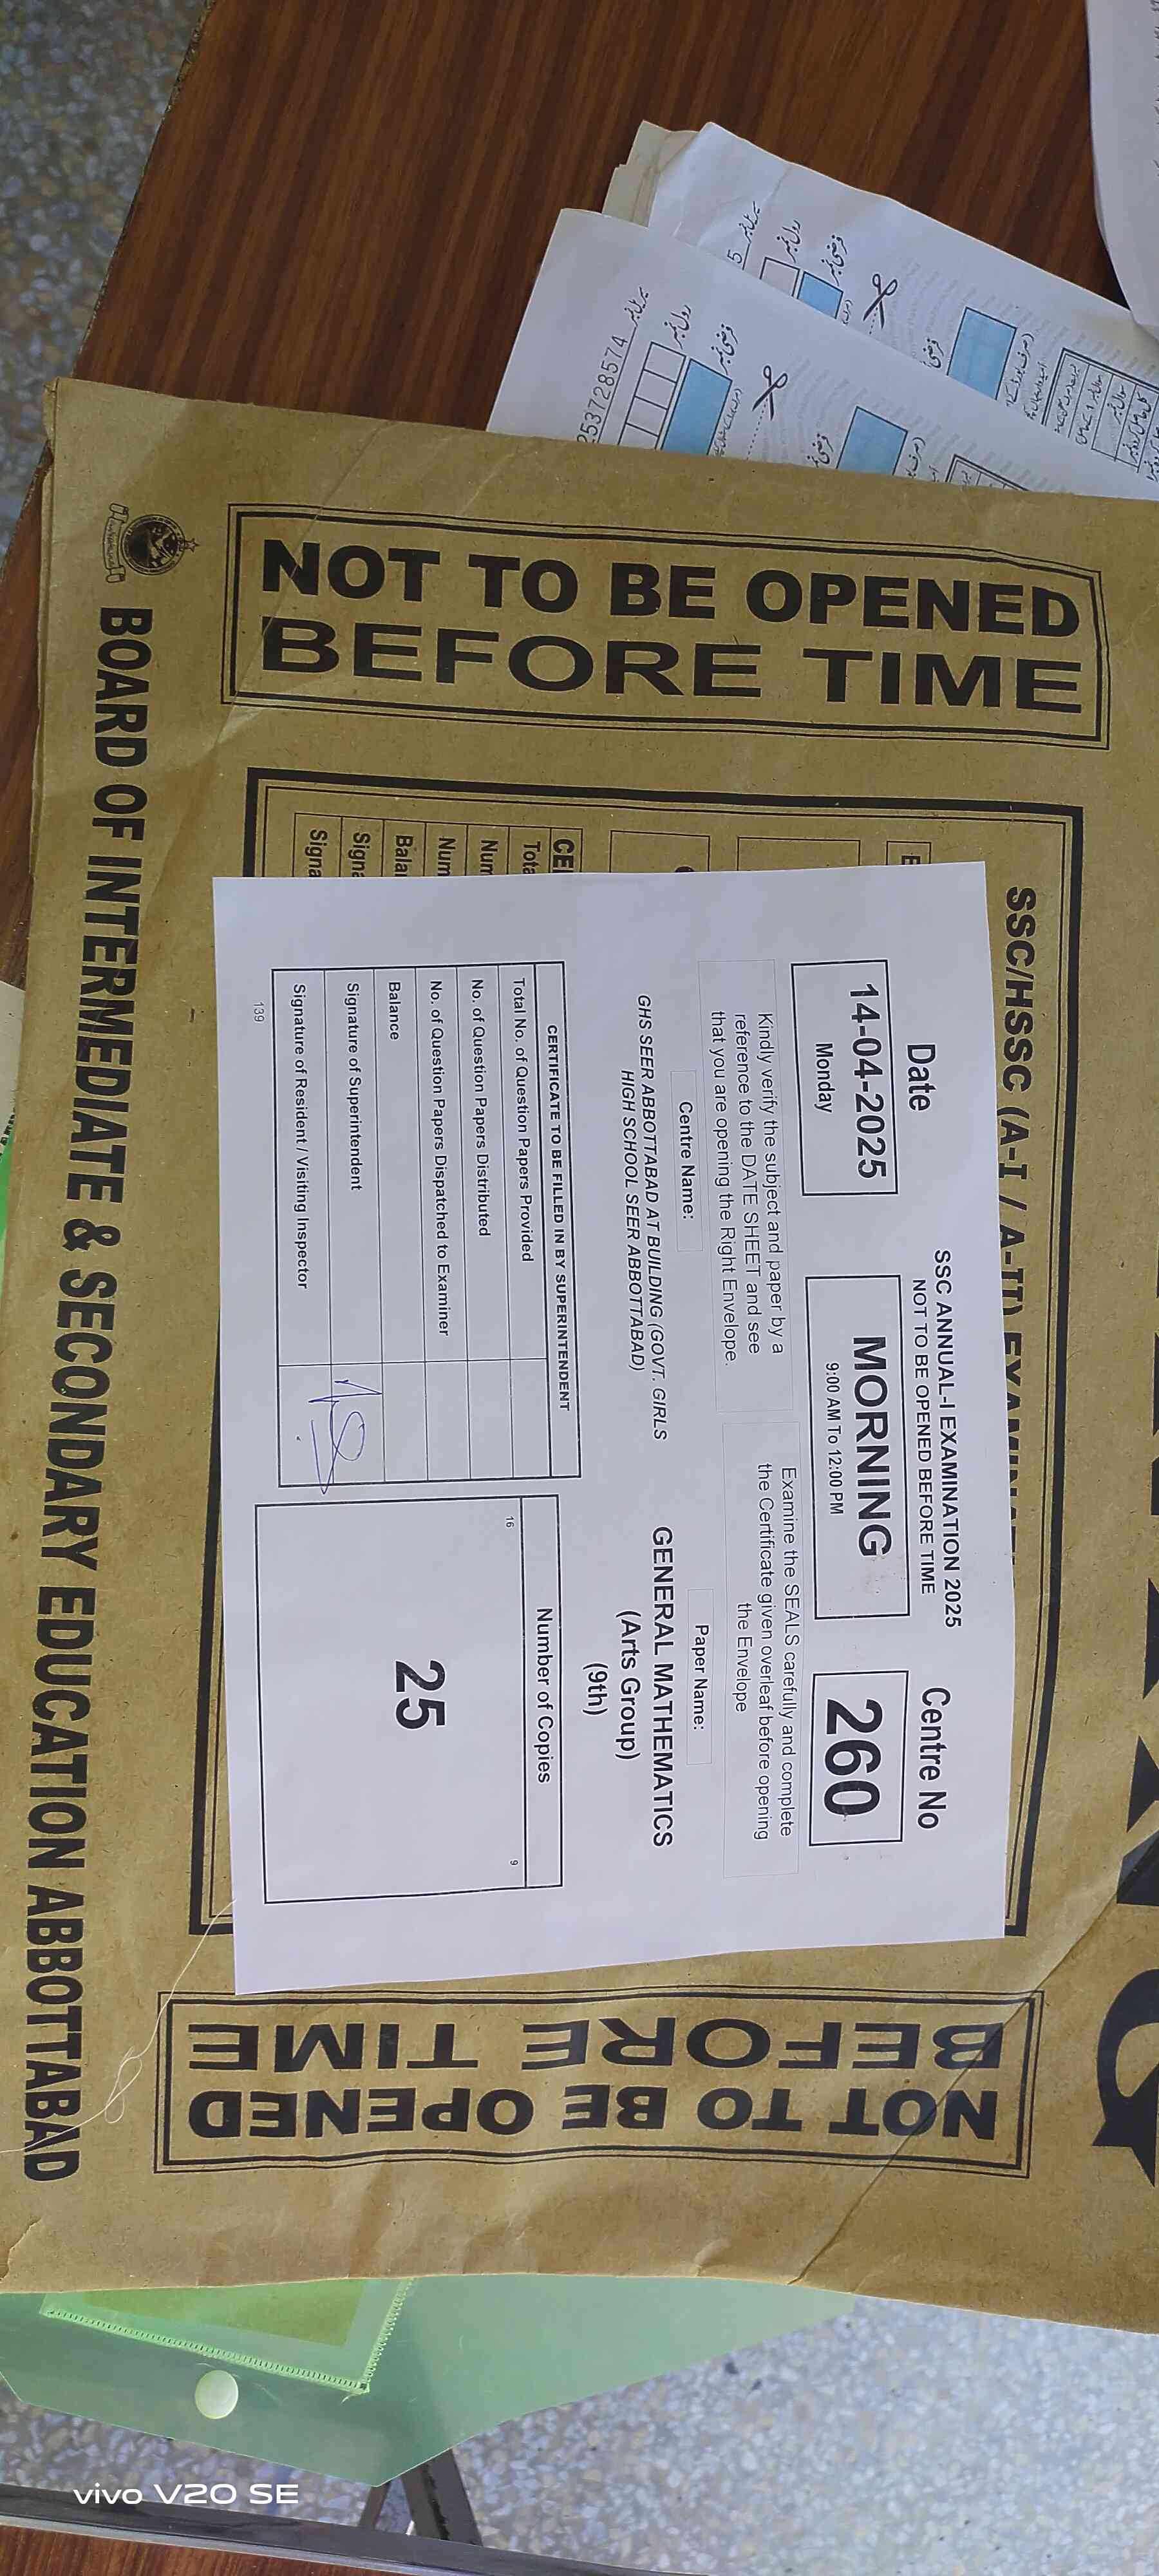 253728574
NOT TO BE OPENED
BEFORE TIME
BOARD OF INTERMEDIATE & SECONDARY EDUCATION ABBOTTABAD
SSC/HSSC (A-I / A-II)
SSC ANNUAL-I EXAMINATION 2025
NOT TO BE OPENED BEFORE TIME
Date
14-04-2025
Monday
MORNING
9:00 AM To 12:00 PM
Centre No
260
Kindly verify the subject and paper by a
reference to the DATE SHEET and see
that you are opening the Right Envelope.
Examine the SEALS carefully and complete
the Certificate given overleaf before opening
the Envelope
Centre Name:
GHS SEER ABBOTTABAD AT BUILDING (GOVT. GIRLS
HIGH SCHOOL SEER ABBOTTABAD)
Paper Name:
GENERAL MATHEMATICS
(Arts Group)
(9th)
CERTIFICATE TO BE FILLED IN BY SUPERINTENDENT
Total No. of Question Papers Provided
No. of Question Papers Distributed
No. of Question Papers Dispatched to Examiner
Balance
Signature of Superintendent
Signature of Resident / Visiting Inspector
139
Number of Copies
16
9
25
NOT TO BE OPENED
BEFORE TIME
vivo V20 SE